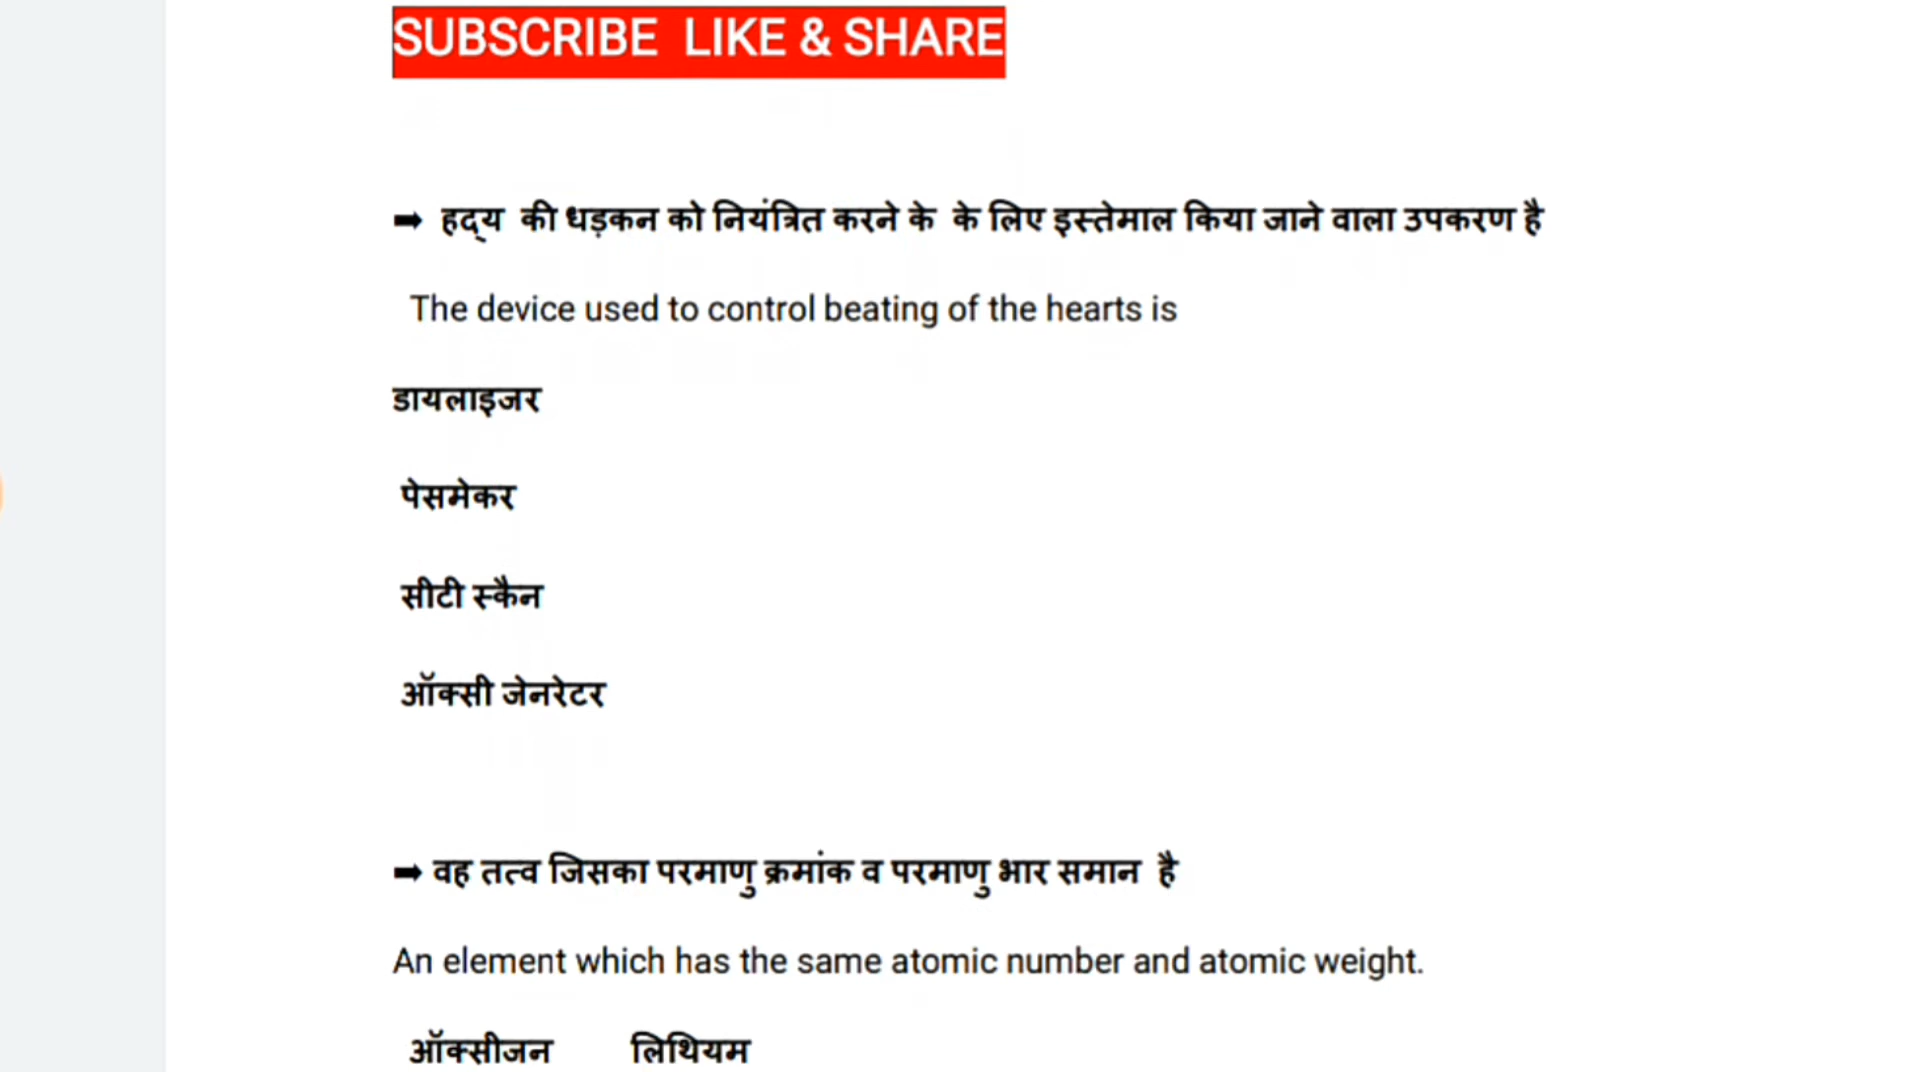 SUBSCRIBE  LIKE & SHARE
➡ हद्य  की धड़कन को नियंत्रित करने के  के लिए इस्तेमाल किया जाने वाला उपकरण है
The device used to control beating of the hearts is
डायलाइजर
पेसमेकर
सीटी स्कैन
ऑक्सी जेनरेटर
➡ वह तत्व जिसका परमाणु क्रमांक व परमाणु भार समान  है
An element which has the same atomic number and atomic weight.
ऑक्सीजन        लिथियम